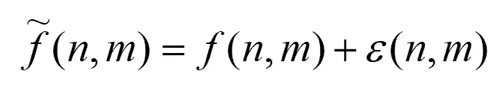 f̃(n,m) = f(n,m) + ε(n,m)